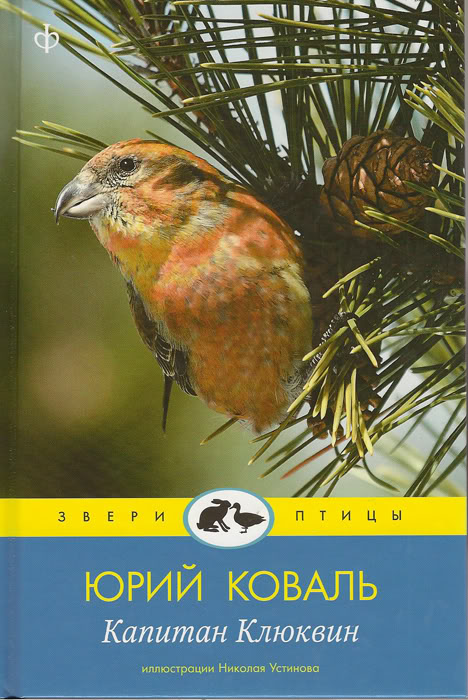 ф
ЗВЕРИ ПТИЦЫ
ЮРИЙ КОВАЛЬ
Капитан Клюквин
иллюстрации Николая Устинова